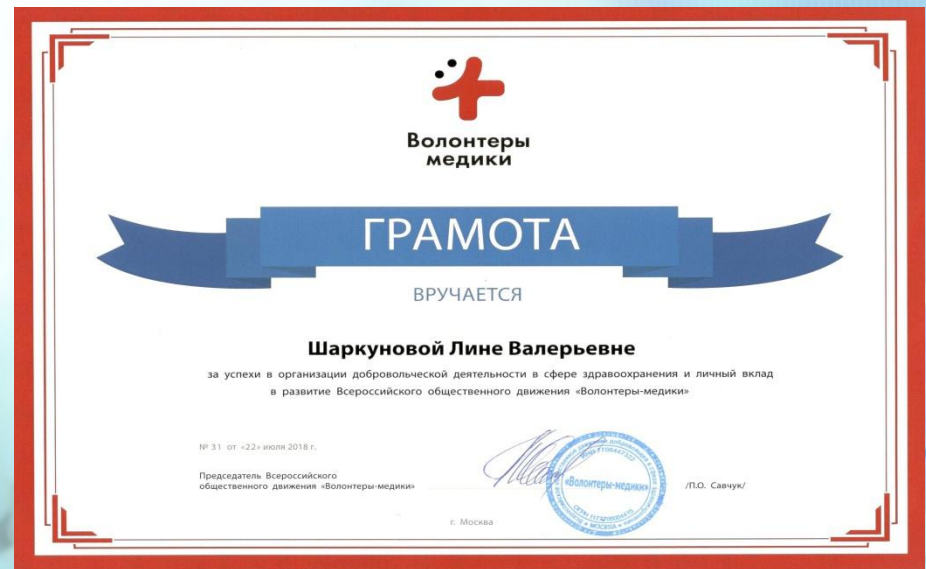 Волонтеры
медики
ГРАМОТА
ВРУЧАЕТСЯ
Шаркуновой Лине Валерьевне
за успехи в организации добровольческой деятельности в сфере здравоохранения и личный вклад
в развитие Всероссийского общественного движения «Волонтеры-медики»
№ 31 от «22» июля 2018 г.
Председатель Всероссийского
общественного движения «Волонтеры-медики»
«Волонтеры-медики»
МОСКВА
/П.О. Савчук/
г. Москва